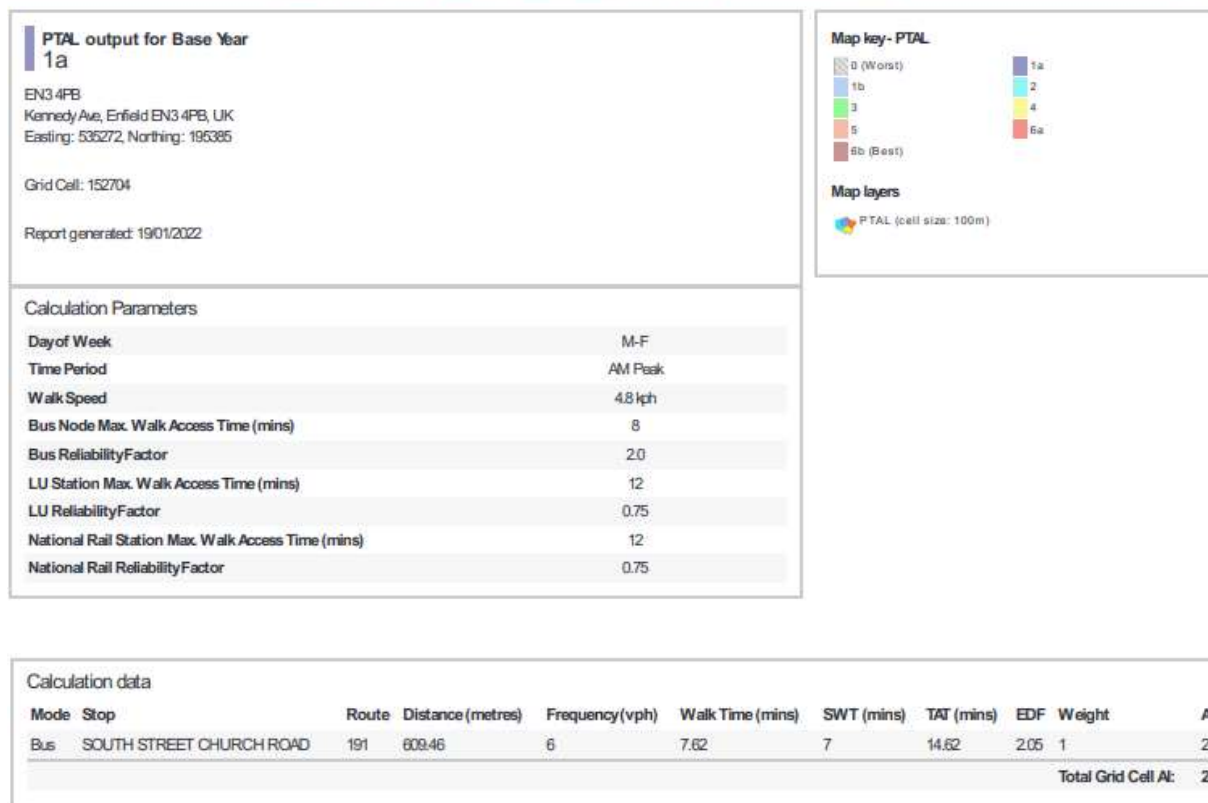 PTAL output for Base Year
1a
EN3 4PB
Kennedy Ave, Enfield EN3 4PB, UK
Easting: 535272, Northing: 195385
Grid Cell: 152704
Report generated: 19/01/2022
Map key - PTAL
0 (Worst) 1a
1b 2
3 4
5 6a
6b (Best)
Map layers
PTAL (cell size: 100m)
Calculation Parameters
Day of Week M-F
Time Period AM Peak
Walk Speed 4.8 kph
Bus Node Max. Walk Access Time (mins) 8
Bus Reliability Factor 2.0
LU Station Max. Walk Access Time (mins) 12
LU Reliability Factor 0.75
National Rail Station Max. Walk Access Time (mins) 12
National Rail Reliability Factor 0.75
Calculation data
Mode Stop Route Distance (metres) Frequency (vph) Walk Time (mins) SWT (mins) TAT (mins) EDF Weight A
Bus SOUTH STREET CHURCH ROAD 191 609.46 6 7.62 7 14.62 2.05 1 2
Total Grid Cell AI: 2